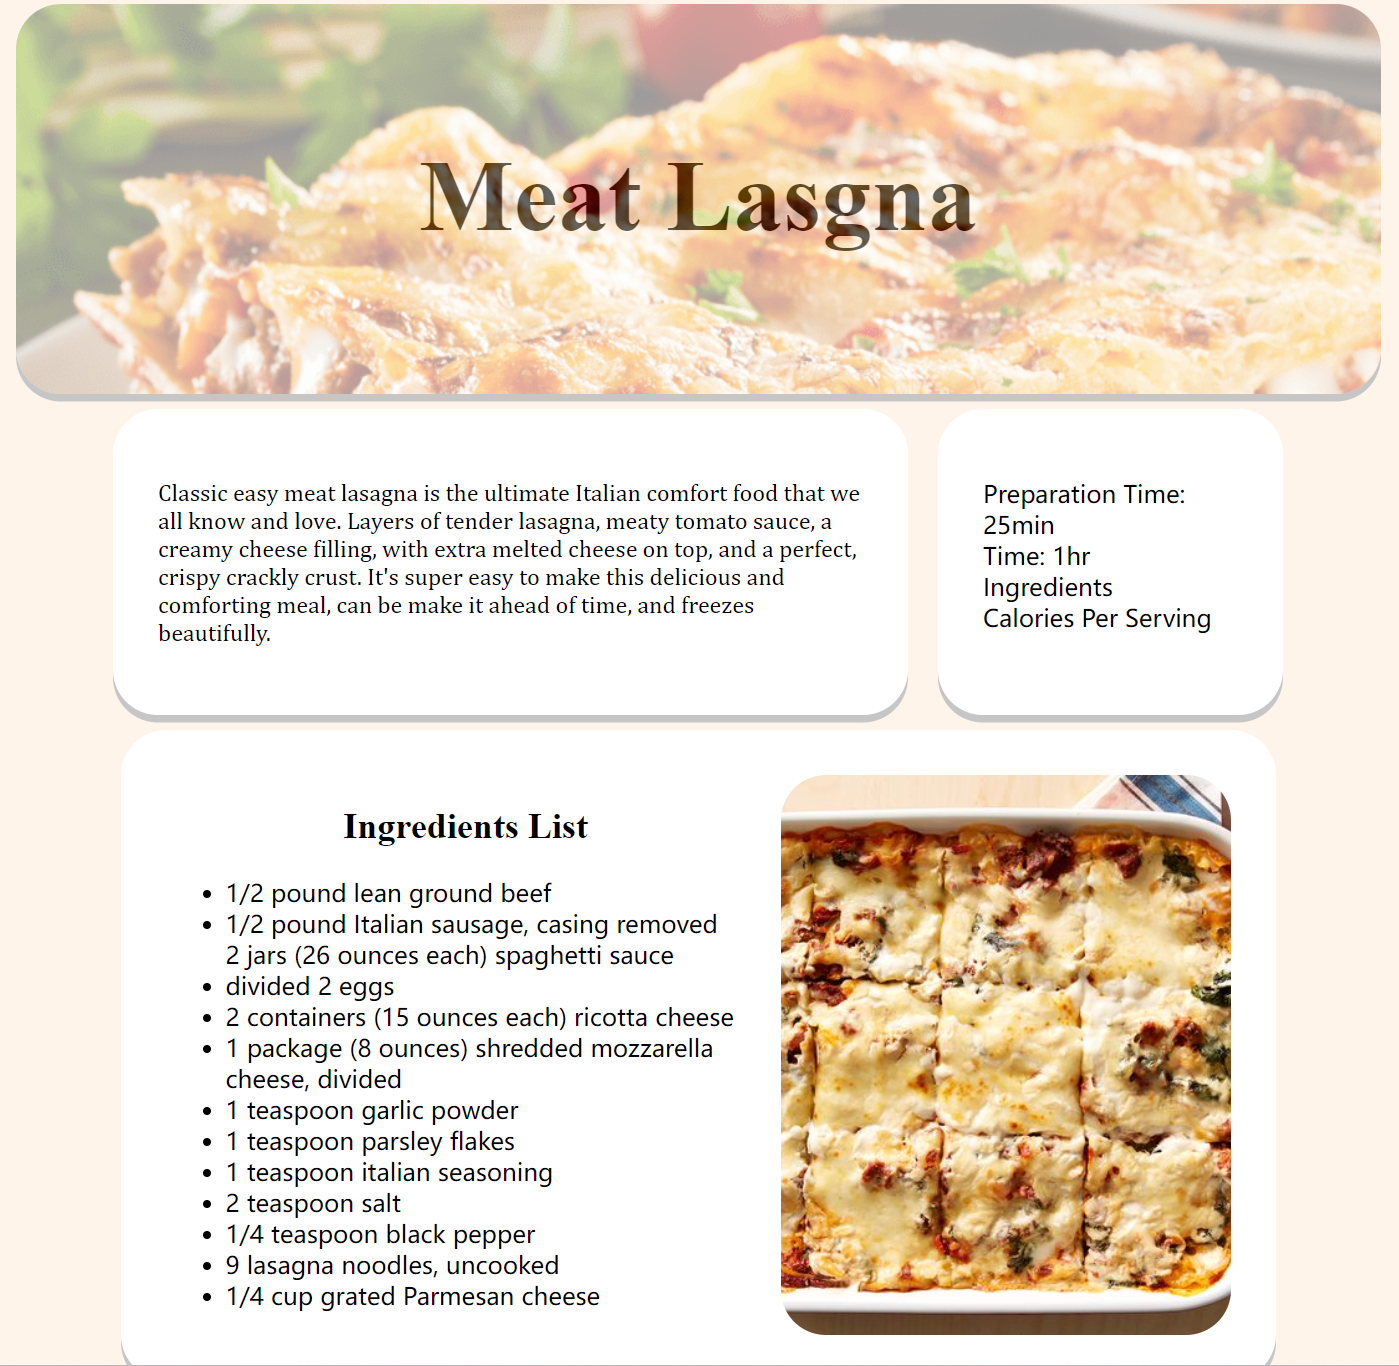 Meat Lasgna
Classic easy meat lasagna is the ultimate Italian comfort food that we
all know and love. Layers of tender lasagna, meaty tomato sauce, a
creamy cheese filling, with extra melted cheese on top, and a perfect,
crispy crackly crust. It's super easy to make this delicious and
comforting meal, can be make it ahead of time, and freezes
beautifully.
Preparation Time:
25min
Time: 1hr
Ingredients
Calories Per Serving
Ingredients List
• 1/2 pound lean ground beef
• 1/2 pound Italian sausage, casing removed
2 jars (26 ounces each) spaghetti sauce
• divided 2 eggs
• 2 containers (15 ounces each) ricotta cheese
• 1 package (8 ounces) shredded mozzarella
cheese, divided
• 1 teaspoon garlic powder
• 1 teaspoon parsley flakes
• 1 teaspoon italian seasoning
• 2 teaspoon salt
• 1/4 teaspoon black pepper
• 9 lasagna noodles, uncooked
• 1/4 cup grated Parmesan cheese